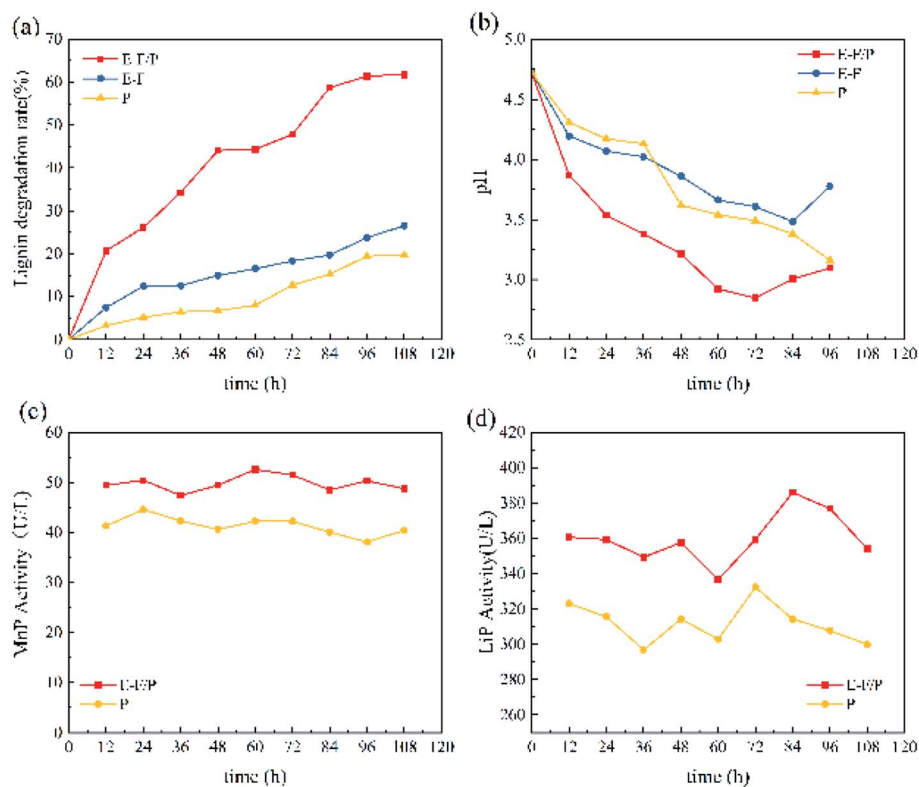 (a)
70
60
50
40
30
20
10
0
0 12 24 36 48 60 72 84 96 108 120
Lignin degradation rate(%)
time (h)
E-F/P
E-F
P
(b)
5.0
4.5
4.0
3.5
3.0
2.5
0 12 24 36 48 60 72 84 96 108 120
pH
time (h)
E-F/P
E-F
P
(c)
60
50
40
30
20
10
0
0 12 24 36 48 60 72 84 96 108 120
MnP Activity (U/L)
time (h)
E-F/P
P
(d)
420
400
380
360
340
320
300
280
260
0 12 24 36 48 60 72 84 96 108 120
LiP Activity(U/L)
time (h)
E-F/P
P